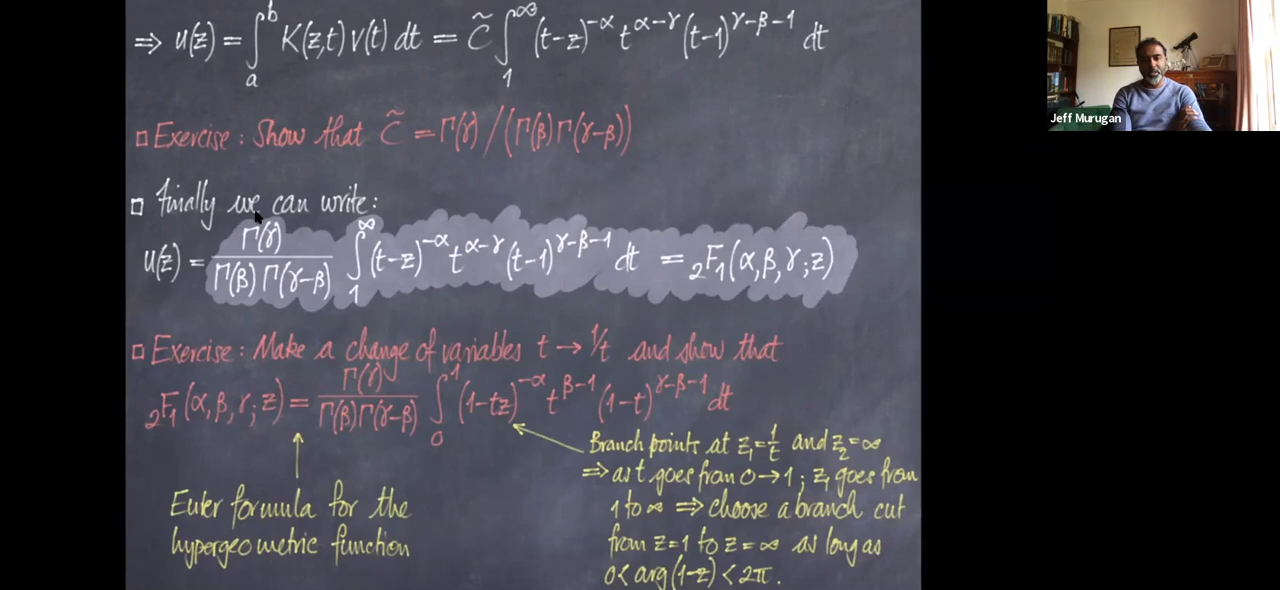 ⇒ u(z) = ∫_a^b K(z,t) v(t) dt = C̃ ∫_1^∞ (t-z)^{-α} t^{α-γ} (t-1)^{γ-β-1} dt
Jeff Murugan
□ Exercise: Show that C̃ = Γ(γ) / (Γ(β)Γ(γ-β))
□ Finally we can write:
u(z) = Γ(γ) / Γ(β) Γ(γ-β) ∫_1^∞ (t-z)^{-α} t^{α-γ} (t-1)^{γ-β-1} dt = ₂F₁(α,β,γ;z)
□ Exercise: Make a change of variables t → 1/t and show that
₂F₁(α,β,γ;z) = Γ(γ) / Γ(β)Γ(γ-β) ∫_0^1 (1-tz)^{-α} t^{β-1} (1-t)^{γ-β-1} dt
Euler formula for the
hypergeometric function
Branch points at z₁=1/t and z₂=∞
⇒ as t goes from 0→1; z₁ goes from
1 to ∞ ⇒ choose a branch cut
from z=1 to z=∞ as long as
0<arg(1-z)<2π.